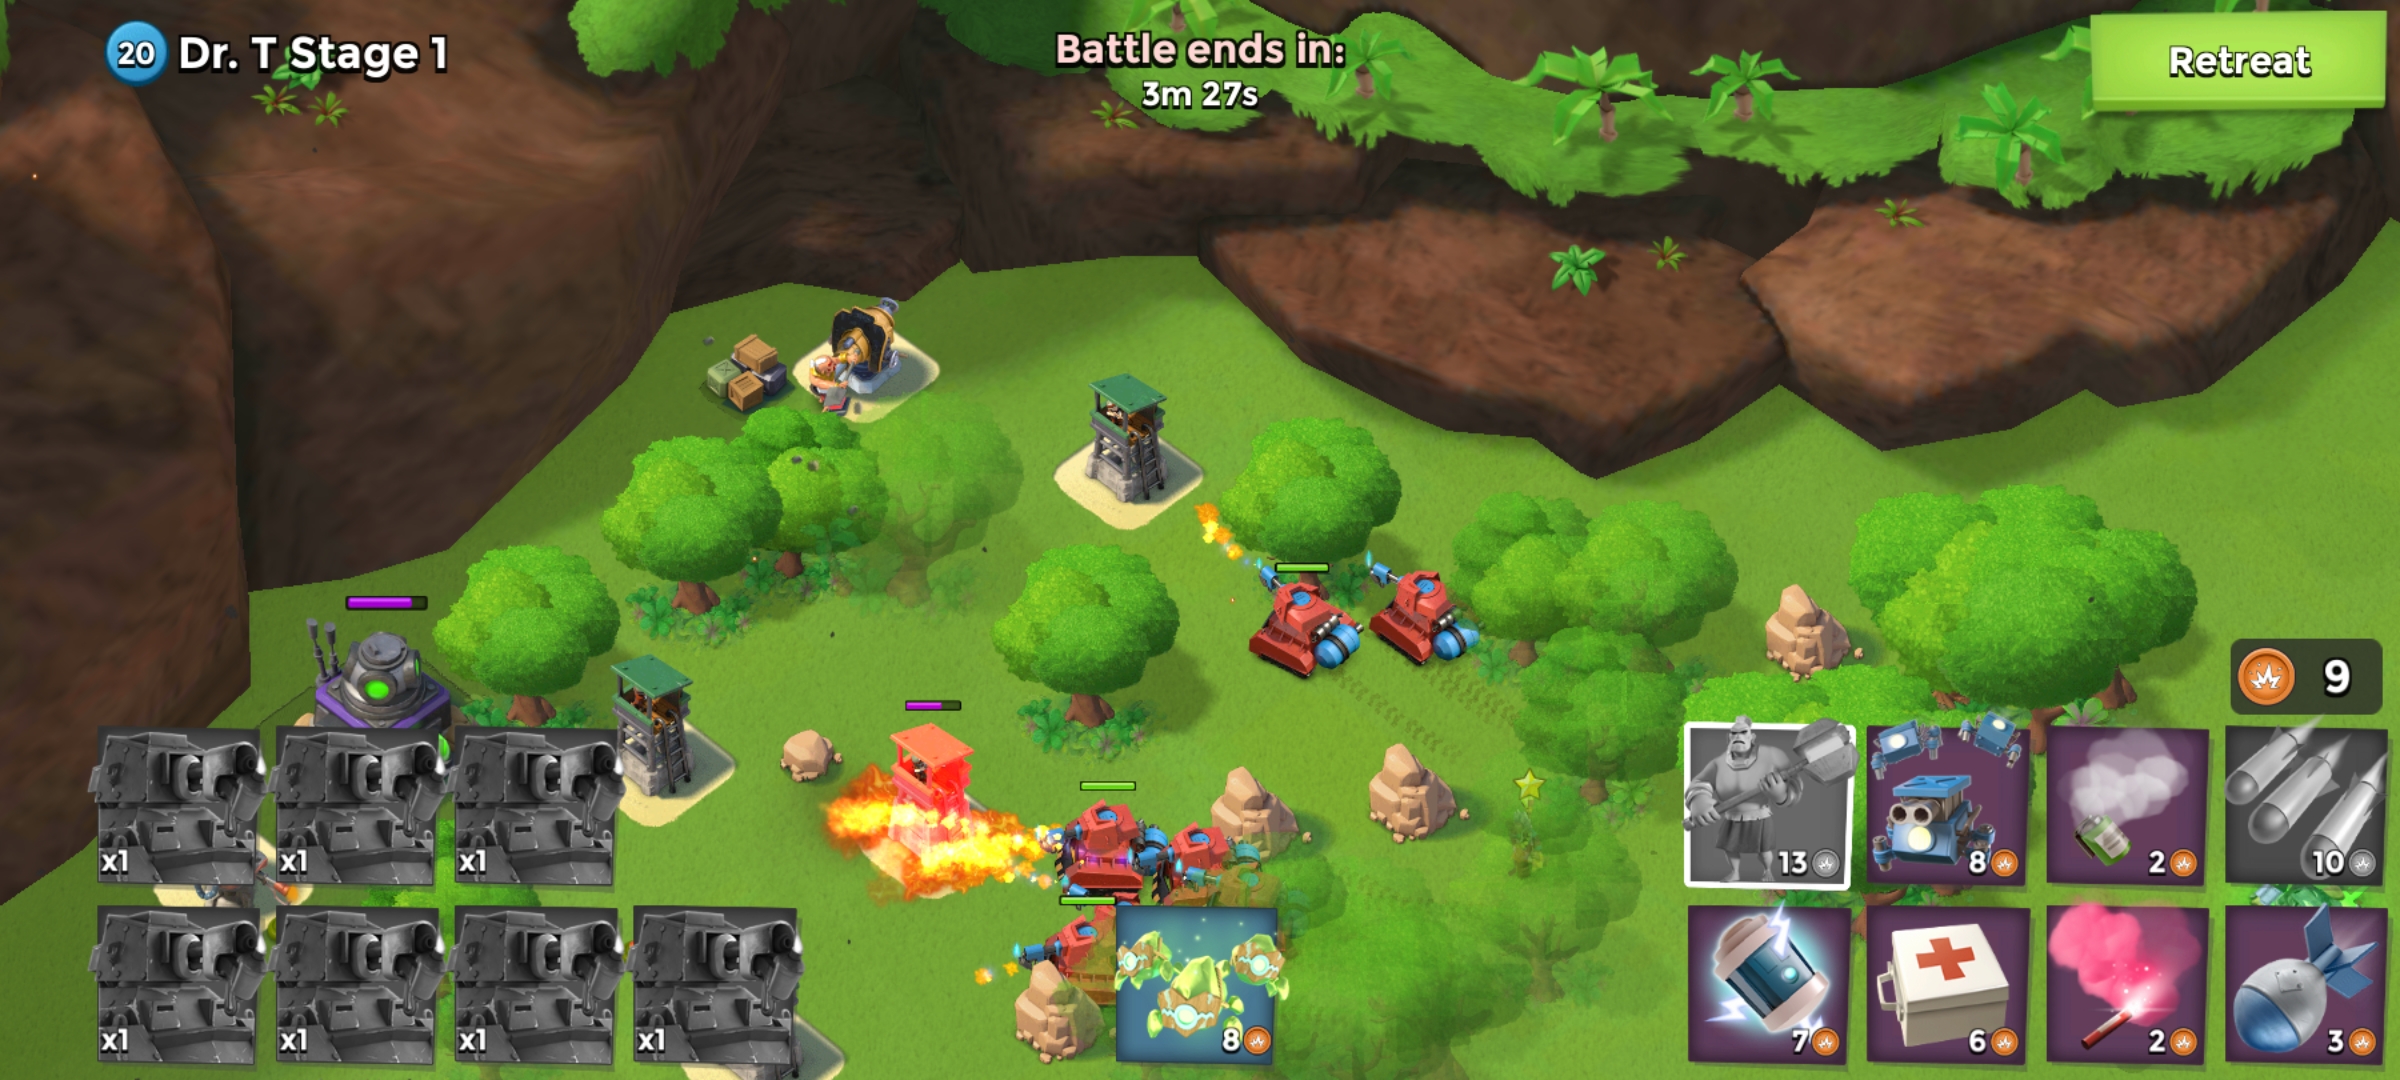 20 Dr. T Stage 1
Battle ends in:
3m 27s
Retreat
9
x1 x1 x1
13 8 2 10
x1 x1 x1 x1
8
7 6 2 3